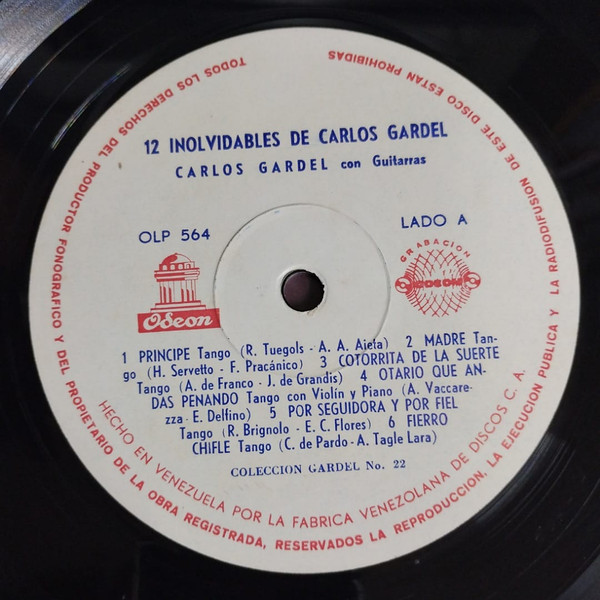 12 INOLVIDABLES DE CARLOS GARDEL
CARLOS GARDEL con Guitarras
OLP 564
LADO A
Odeon
GRABACION
ODEON
1 PRINCIPE Tango (R. Tuegols - A. A. Aieta) 2 MADRE Tan-
go (H. Servetto - F. Pracánico) 3 COTORRITA DE LA SUERTE
Tango (A. de Franco - J. de Grandis) 4 OTARIO QUE AN-
DAS PENANDO Tango con Violín y Piano (A. Vaccare-
zza - E. Delfino) 5 POR SEGUIDORA Y POR FIEL
Tango (R. Brignolo - E. C. Flores) 6 FIERRO
CHIFLE Tango (C. de Pardo - A. Tagle Lara)
COLECCION GARDEL No. 22
HECHO EN VENEZUELA POR LA FABRICA VENEZOLANA DE DISCOS C. A.
TODOS LOS DERECHOS DEL PRODUCTOR FONOGRAFICO Y DEL PROPIETARIO DE LA OBRA REGISTRADA, RESERVADOS LA REPRODUCCION, LA EJECUCION PUBLICA Y LA RADIODIFUSION DE ESTE DISCO ESTAN PROHIBIDAS